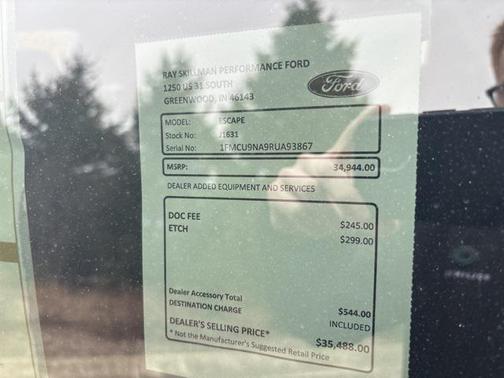 RAY SKILLMAN PERFORMANCE FORD
1250 US 31 SOUTH
GREENWOOD, IN 46143
Ford
MODEL: ESCAPE
Stock No: J1631
Serial No: 1FMCU9NA9RUA93867
MSRP: 34,944.00
DEALER ADDED EQUIPMENT AND SERVICES
DOC FEE $245.00
ETCH $299.00
Dealer Accessory Total $544.00
DESTINATION CHARGE INCLUDED
DEALER'S SELLING PRICE* $35,488.00
* Not the Manufacturer's Suggested Retail Price